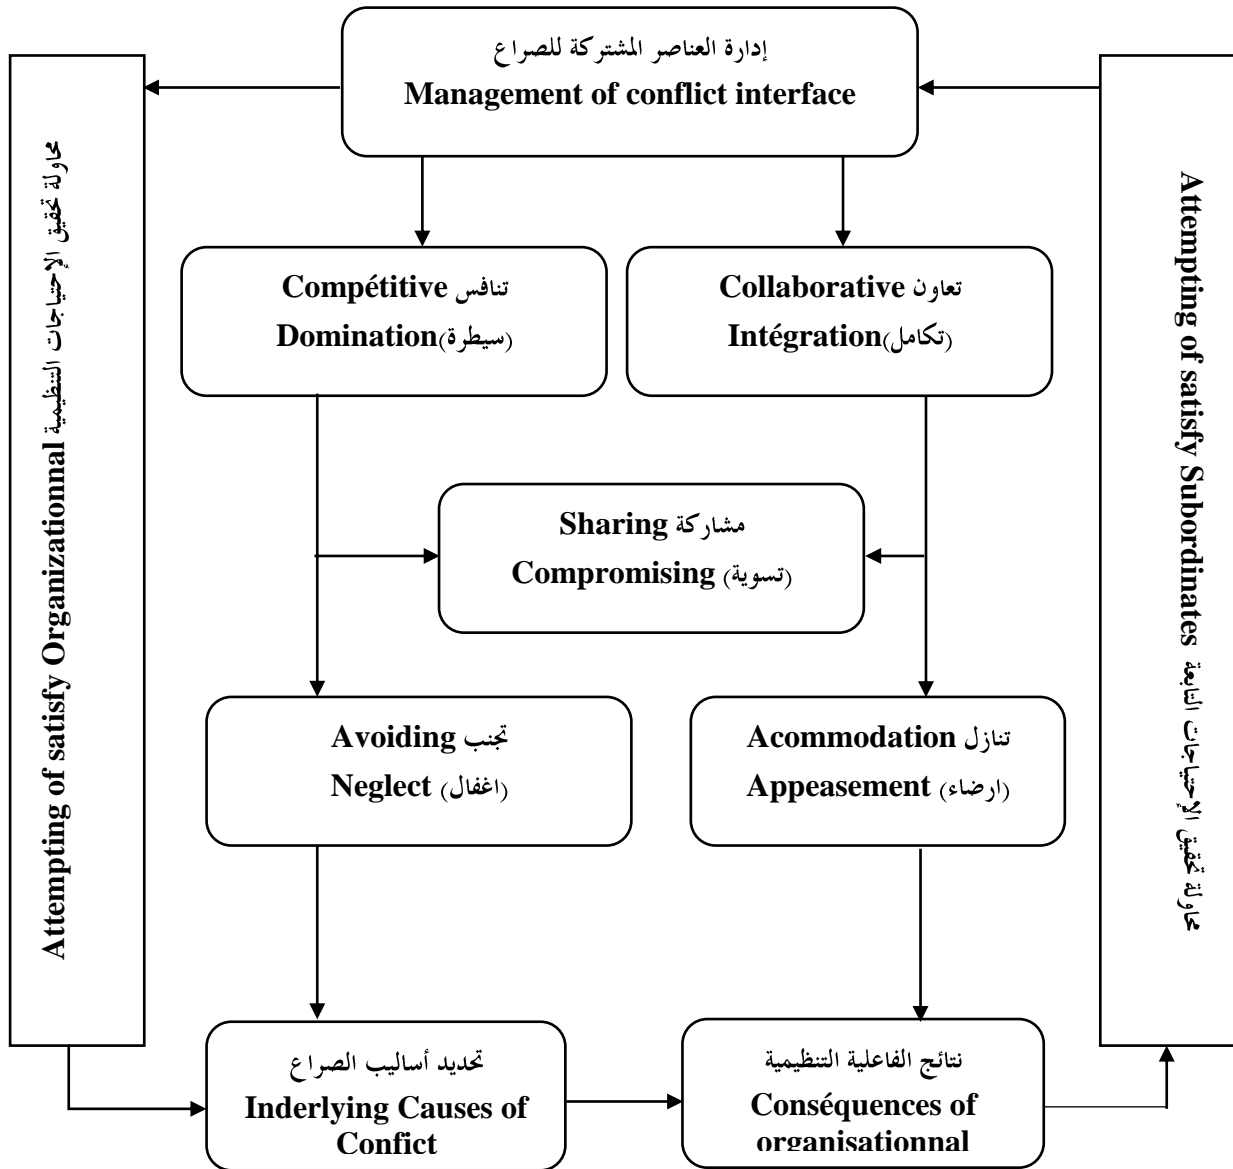 إدارة العناصر المشتركة للصراع
Management of conflict interface
محاولة تحقيق الإحتياجات التنظيمية Attempting of satisfy Organizationnal
Attempting of satisfy Subordinates محاولة تحقيق الإحتياجات التابعة
Compétitive تنافس
Domination(سيطرة)
Collaborative تعاون
Intégration(تكامل)
Sharing مشاركة
Compromising (تسوية)
Avoiding تجنب
Neglect (اغفال)
Acommodation تنازل
Appeasement (ارضاء)
تحديد أساليب الصراع
Inderlying Causes of
Confict
نتائج الفاعلية التنظيمية
Conséquences of
organisationnal